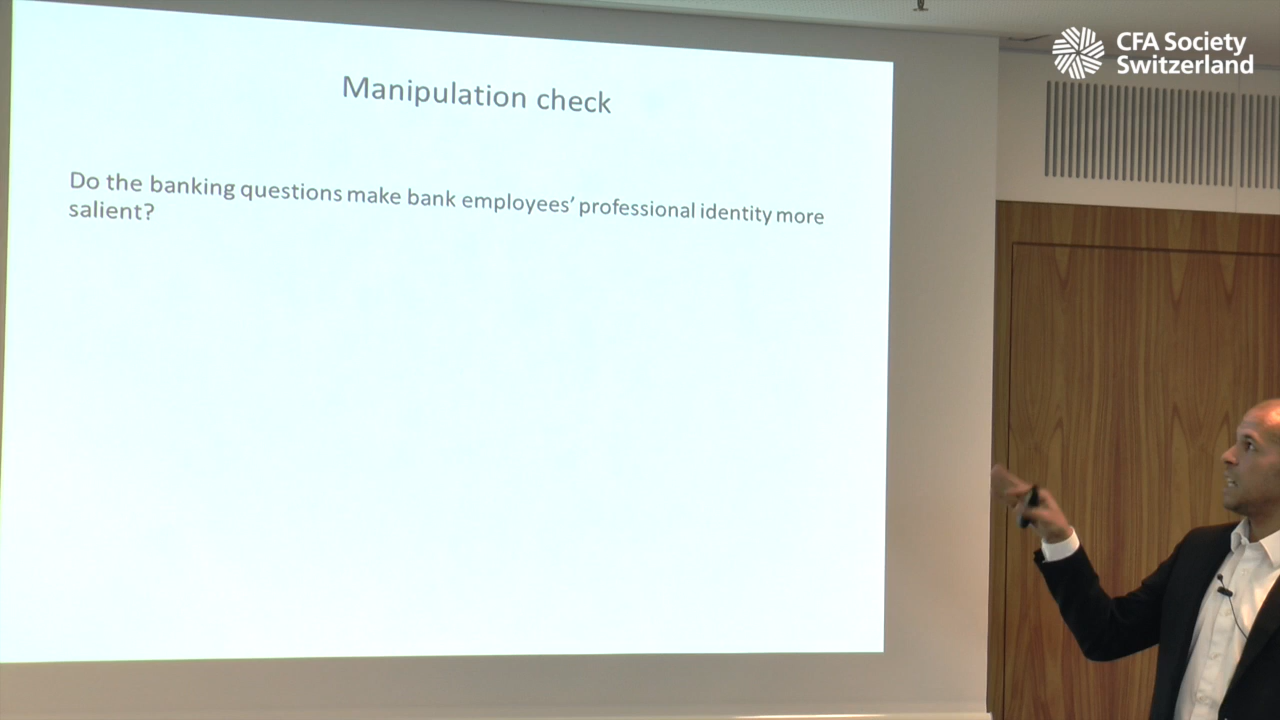 CFA Society
Switzerland
Manipulation check
Do the banking questions make bank employees’ professional identity more
salient?